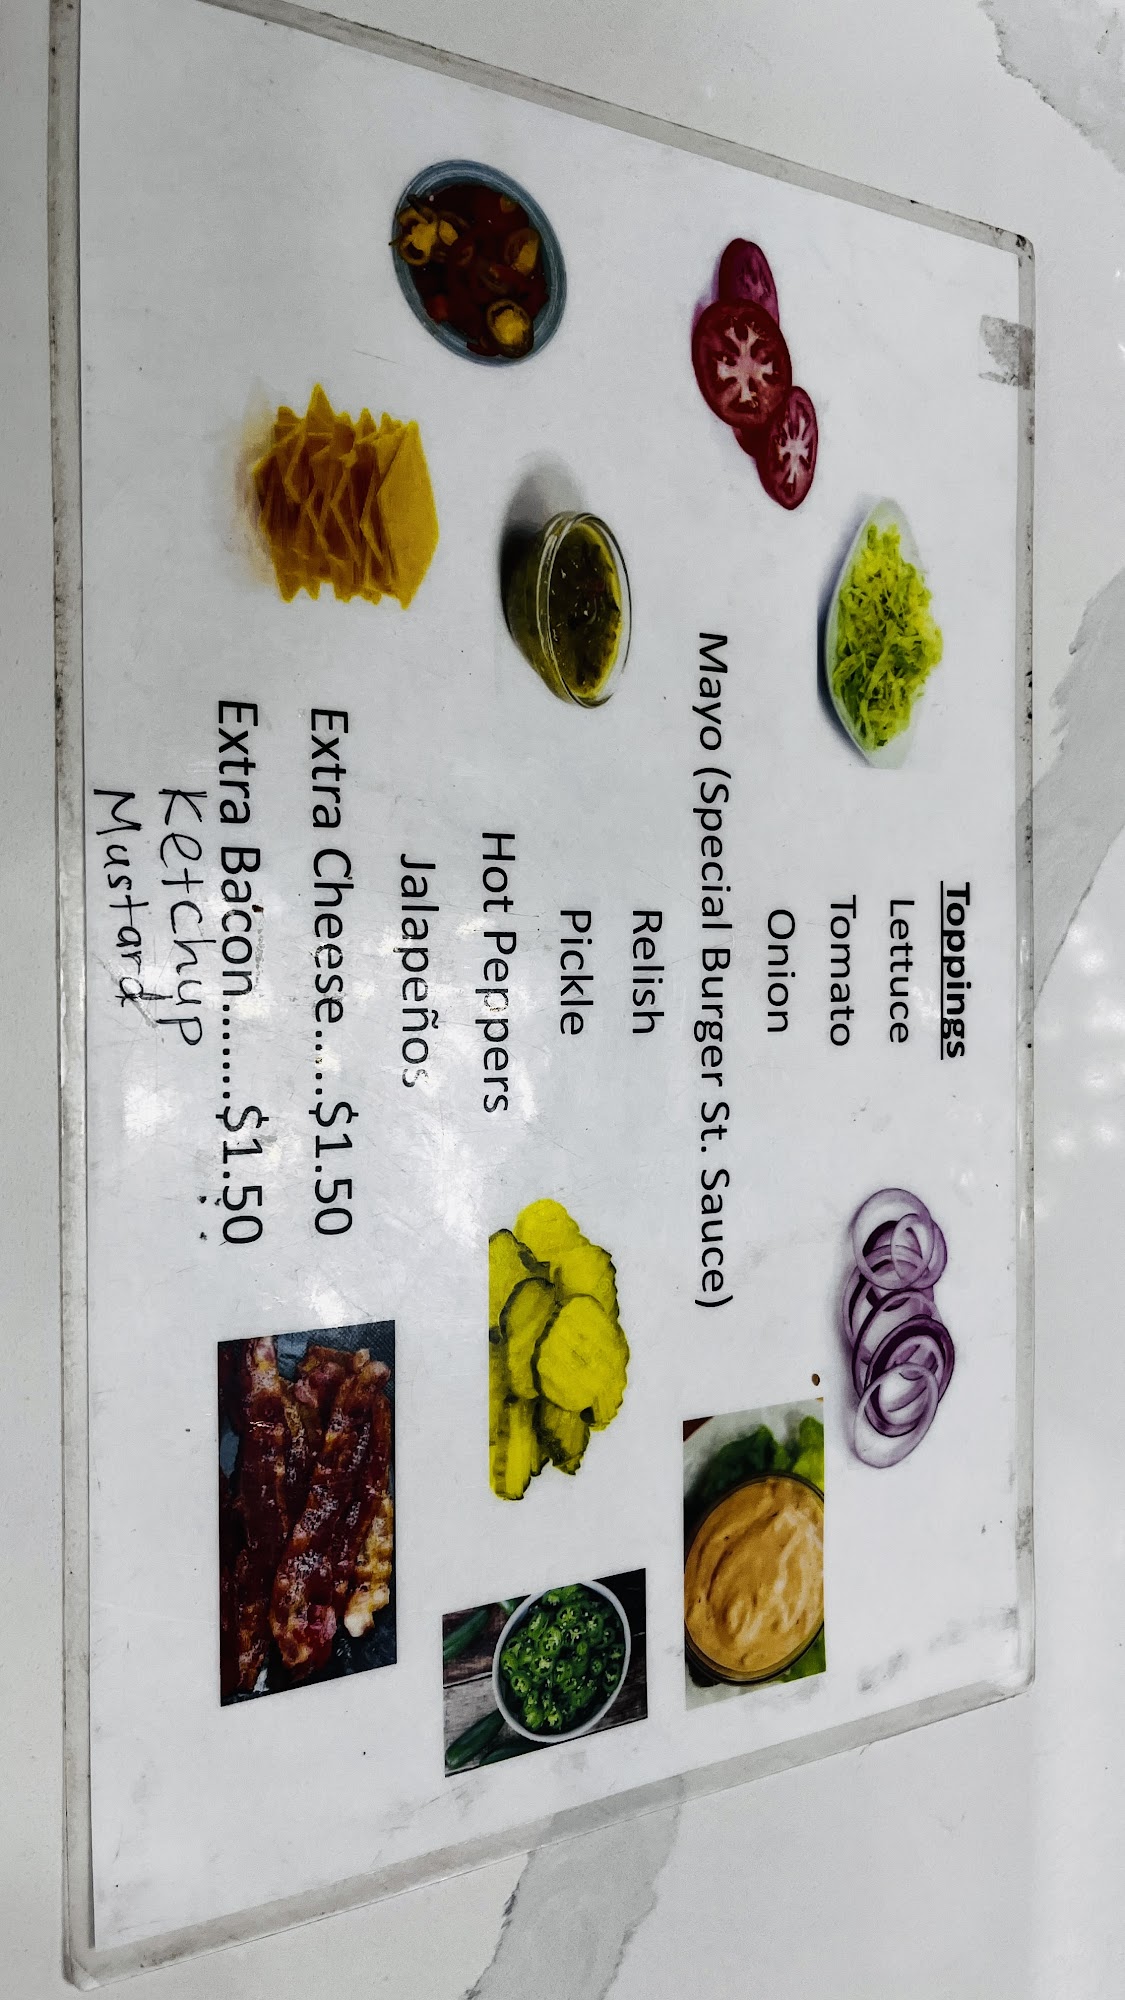 Toppings
Lettuce
Tomato
Onion
Mayo (Special Burger St. Sauce)
Relish
Pickle
Hot Peppers
Jalapeños
Extra Cheese.....$1.50
Extra Bacon.......$1.50
Ketchup
Mustard